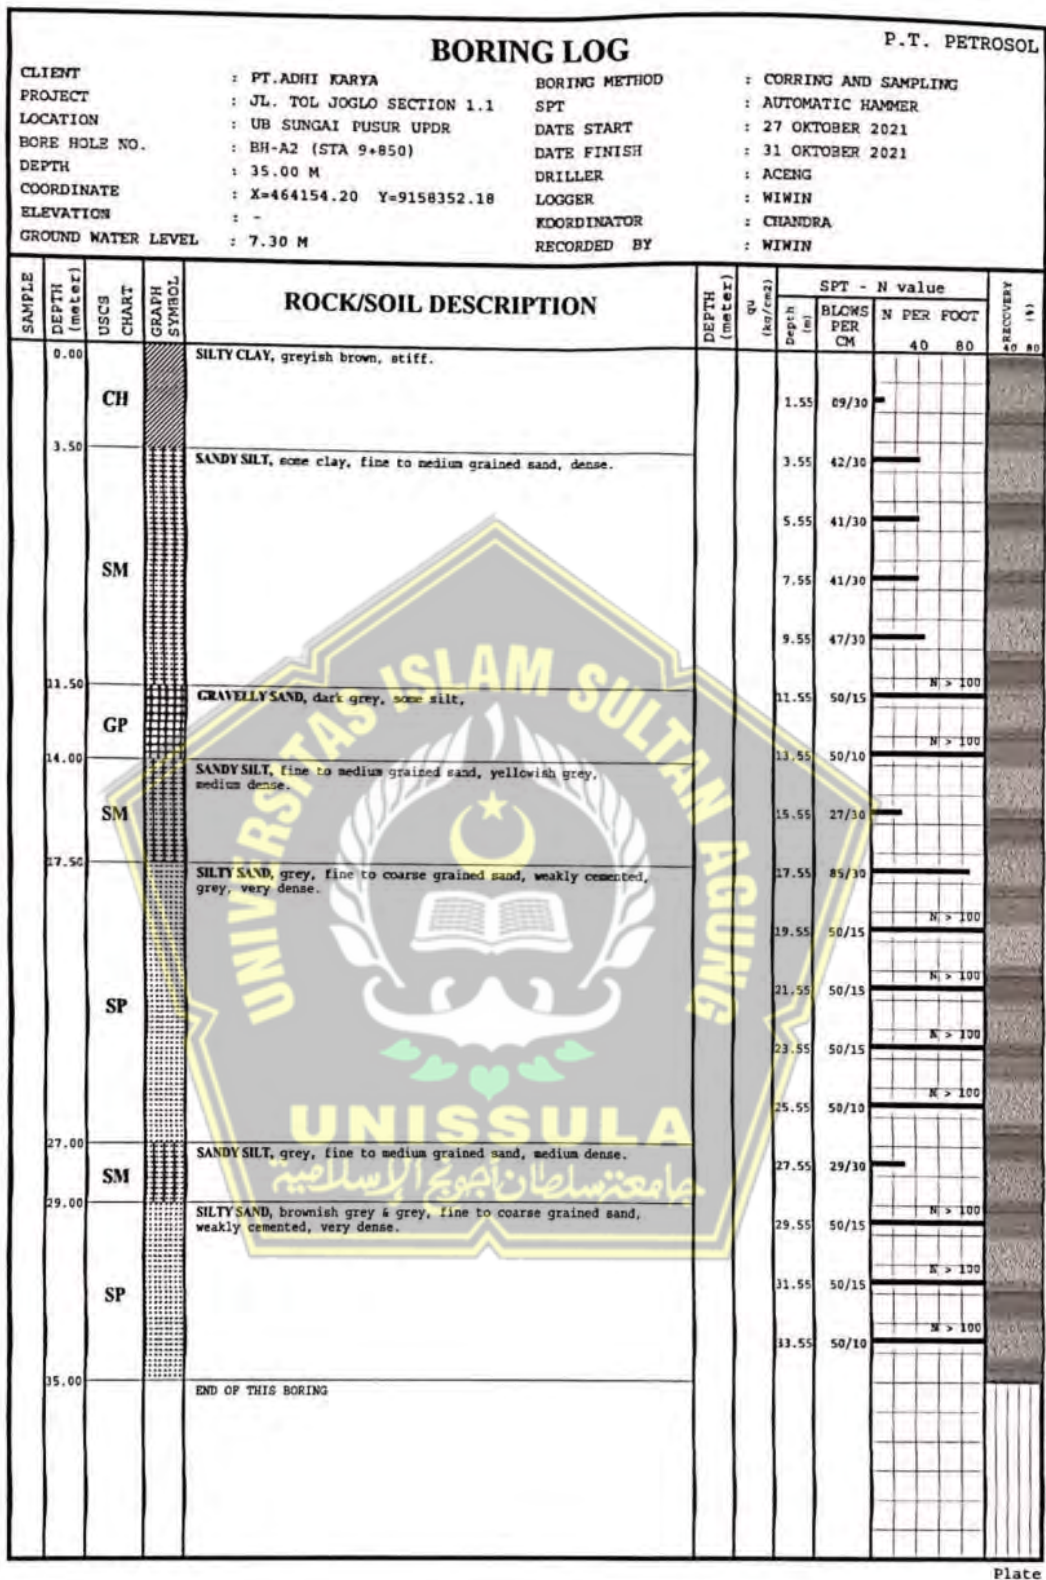 P.T. PETROSOL
BORING LOG
CLIENT : PT.ADHI KARYA
PROJECT : JL. TOL JOGLO SECTION 1.1
LOCATION : UB SUNGAI PUSUR UPDR
BORE HOLE NO. : BH-A2 (STA 9+850)
DEPTH : 35.00 M
COORDINATE : X=464154.20 Y=9158352.18
ELEVATION : -
GROUND WATER LEVEL : 7.30 M
BORING METHOD : CORRING AND SAMPLING
SPT : AUTOMATIC HAMMER
DATE START : 27 OKTOBER 2021
DATE FINISH : 31 OKTOBER 2021
DRILLER : ACENG
LOGGER : WIWIN
KOORDINATOR : CHANDRA
RECORDED BY : WIWIN
SAMPLE
DEPTH (meter)
USCS CHART
GRAPH SYMBOL
ROCK/SOIL DESCRIPTION
DEPTH (meter)
qu (kg/cm2)
SPT - N value
Depth (m)
BLOWS PER CM
N PER FOOT
40 80
RECOVERY (%)
40 80
0.00
SILTY CLAY, greyish brown, stiff.
CH
1.55 09/30
3.50
SANDY SILT, some clay, fine to medium grained sand, dense.
3.55 42/30
5.55 41/30
SM
7.55 41/30
9.55 47/30
11.50
N > 100
GRAVELLY SAND, dark grey, some silt,
11.55 50/15
GP
N > 100
14.00
13.55 50/10
SANDY SILT, fine to medium grained sand, yellowish grey,
medium dense.
SM
15.55 27/30
17.50
SILTY SAND, grey, fine to coarse grained sand, weakly cemented,
grey, very dense.
17.55 85/30
N > 100
19.55 50/15
N > 100
21.55 50/15
SP
N > 100
23.55 50/15
N > 100
25.55 50/10
27.00
SANDY SILT, grey, fine to medium grained sand, medium dense.
27.55 29/30
SM
29.00
N > 100
SILTY SAND, brownish grey & grey, fine to coarse grained sand,
weakly cemented, very dense.
29.55 50/15
N > 100
31.55 50/15
SP
N > 100
33.55 50/10
35.00
END OF THIS BORING
UNIVERSITAS ISLAM SULTAN AGUNG
UNISSULA
جامعة سلطان أجونج الإسلامية
Plate